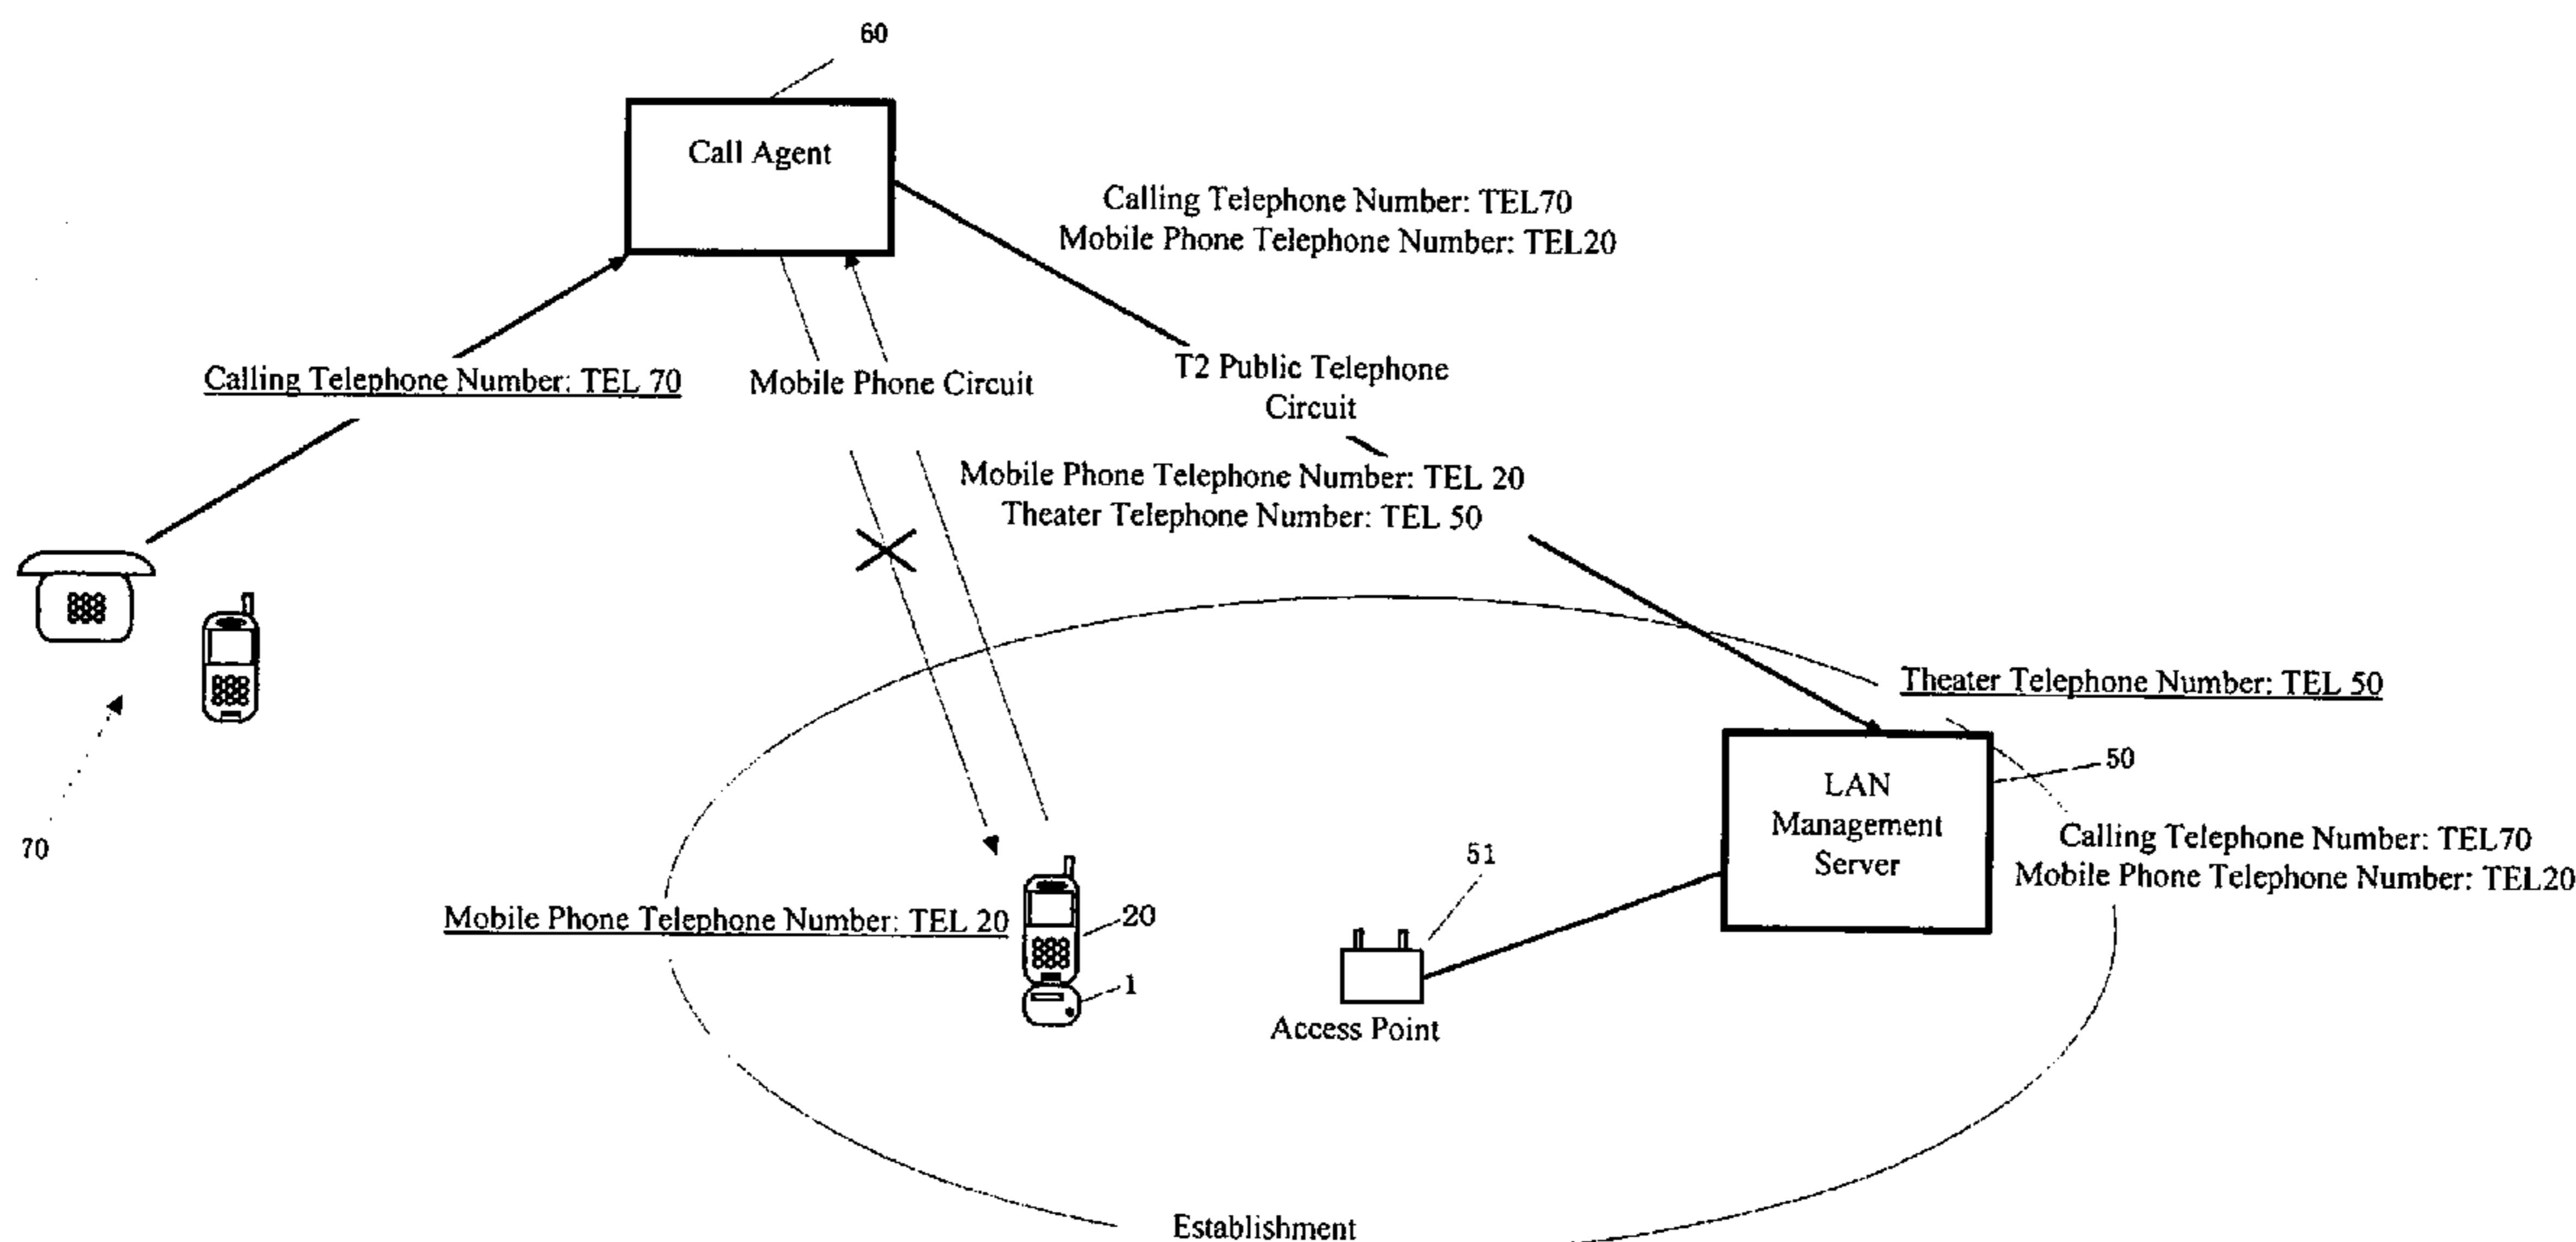 60
Call Agent
Calling Telephone Number: TEL70
Mobile Phone Telephone Number: TEL20
Calling Telephone Number: TEL 70
Mobile Phone Circuit
T2 Public Telephone
Circuit
Mobile Phone Telephone Number: TEL 20
Theater Telephone Number: TEL 50
Theater Telephone Number: TEL 50
50
LAN
Management
Server
Calling Telephone Number: TEL70
Mobile Phone Telephone Number: TEL20
70
51
Mobile Phone Telephone Number: TEL 20
20
1
Access Point
Establishment